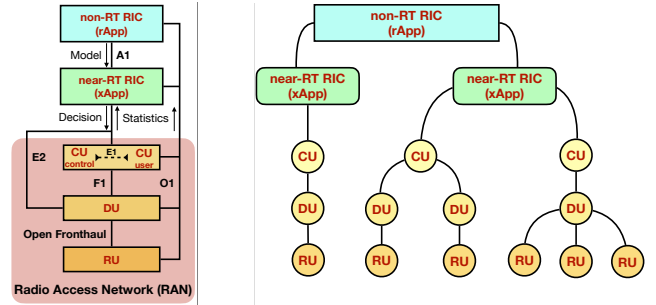 non-RT RIC
(rApp)
Model
A1
near-RT RIC
(xApp)
Decision
Statistics
E2
CU
control
E1
CU
user
F1
O1
DU
Open Fronthaul
RU
Radio Access Network (RAN)
non-RT RIC
(rApp)
near-RT RIC
(xApp)
near-RT RIC
(xApp)
CU
CU
CU
DU
DU
DU
DU
RU
RU
RU
RU
RU
RU